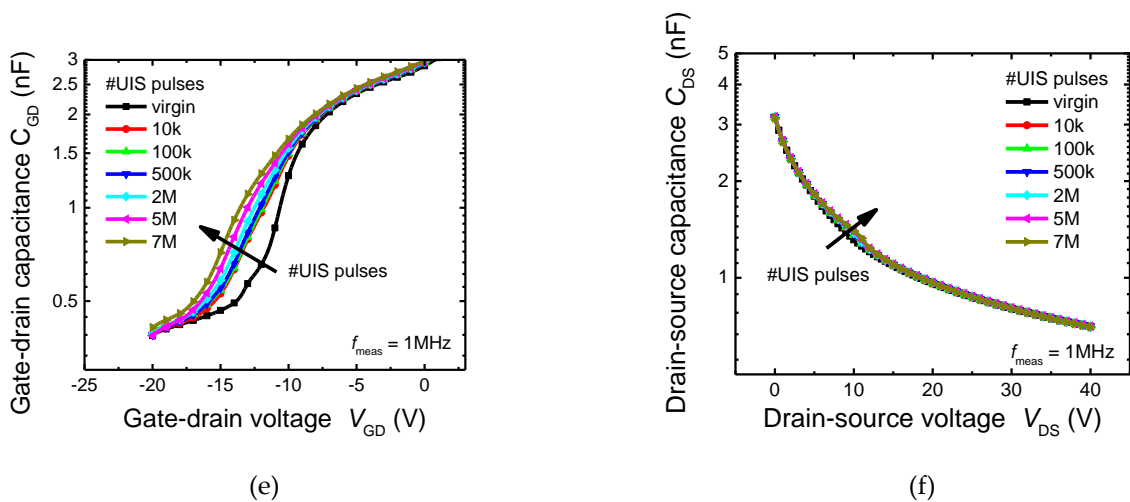 Gate-drain capacitance C_GD (nF)
3
2.5
2
1.5
1
0.5
#UIS pulses
virgin
10k
100k
500k
2M
5M
7M
#UIS pulses
f_meas = 1MHz
-25 -20 -15 -10 -5 0
Gate-drain voltage V_GD (V)
(e)
Drain-source capacitance C_DS (nF)
5
4
3
2
1
#UIS pulses
virgin
10k
100k
500k
2M
5M
7M
#UIS pulses
f_meas = 1MHz
0 10 20 30 40
Drain-source voltage V_DS (V)
(f)